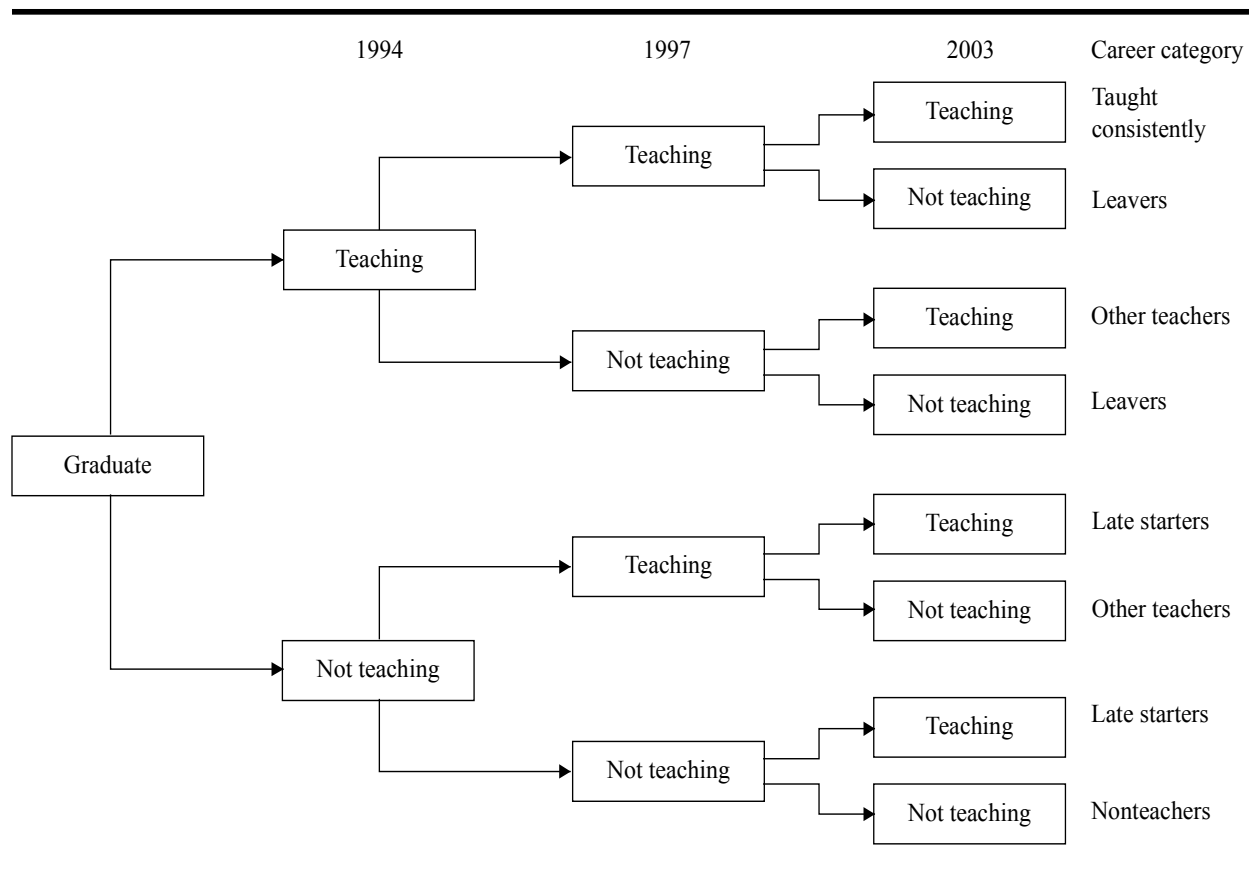 1994 1997 2003 Career category
Teaching Taught
consistently
Teaching
Not teaching Leavers
Teaching
Teaching Other teachers
Not teaching
Not teaching Leavers
Graduate
Teaching Late starters
Teaching
Not teaching Other teachers
Not teaching
Teaching Late starters
Not teaching
Not teaching Nonteachers